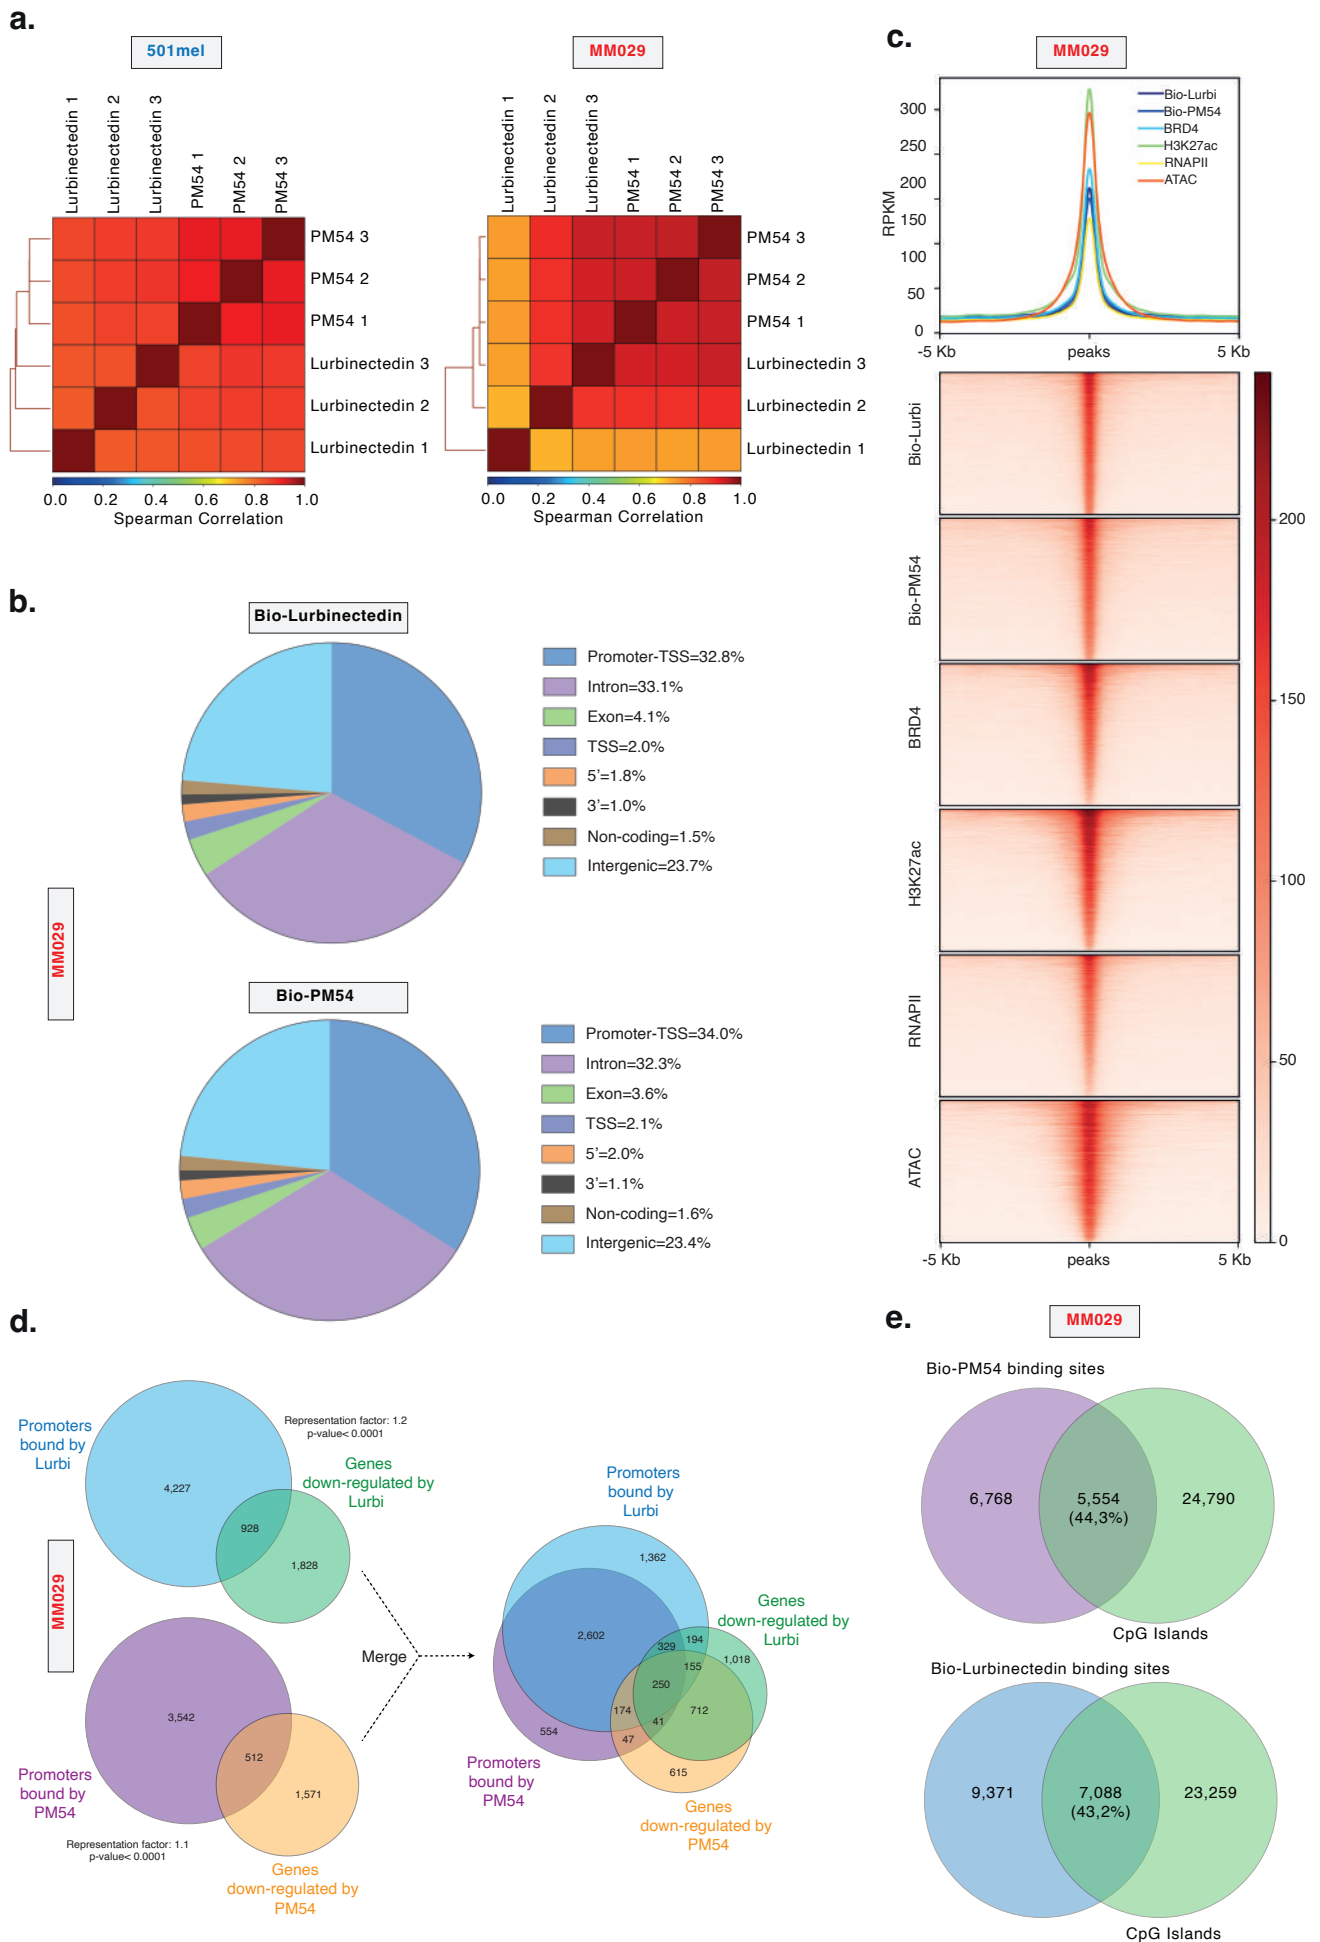 a.
501mel
Lurbinectedin 1
Lurbinectedin 2
Lurbinectedin 3
PM54 1
PM54 2
PM54 3
PM54 3
PM54 2
PM54 1
Lurbinectedin 3
Lurbinectedin 2
Lurbinectedin 1
0.0 0.2 0.4 0.6 0.8 1.0
Spearman Correlation
MM029
Lurbinectedin 1
Lurbinectedin 2
Lurbinectedin 3
PM54 1
PM54 2
PM54 3
PM54 3
PM54 2
PM54 1
Lurbinectedin 3
Lurbinectedin 2
Lurbinectedin 1
0.0 0.2 0.4 0.6 0.8 1.0
Spearman Correlation
b.
MM029
Bio-Lurbinectedin
Promoter-TSS=32.8%
Intron=33.1%
Exon=4.1%
TSS=2.0%
5'=1.8%
3'=1.0%
Non-coding=1.5%
Intergenic=23.7%
Bio-PM54
Promoter-TSS=34.0%
Intron=32.3%
Exon=3.6%
TSS=2.1%
5'=2.0%
3'=1.1%
Non-coding=1.6%
Intergenic=23.4%
c.
MM029
RPKM
300
250
200
150
100
50
0
Bio-Lurbi
Bio-PM54
BRD4
H3K27ac
RNAPII
ATAC
-5 Kb peaks 5 Kb
Bio-Lurbi
Bio-PM54
BRD4
H3K27ac
RNAPII
ATAC
200
150
100
50
0
-5 Kb peaks 5 Kb
d.
MM029
Promoters
bound by
Lurbi
4,227
928
1,828
Representation factor: 1.2
p-value< 0.0001
Genes
down-regulated by
Lurbi
3,542
512
1,571
Promoters
bound by
PM54
Representation factor: 1.1
p-value< 0.0001
Genes
down-regulated by
PM54
Merge
Promoters
bound by
Lurbi
1,362
2,602
329
194
155
1,018
250
174
41
712
47
554
615
Genes
down-regulated by
Lurbi
Promoters
bound by
PM54
Genes
down-regulated by
PM54
e.
MM029
Bio-PM54 binding sites
6,768
5,554
(44,3%)
24,790
CpG Islands
Bio-Lurbinectedin binding sites
9,371
7,088
(43,2%)
23,259
CpG Islands